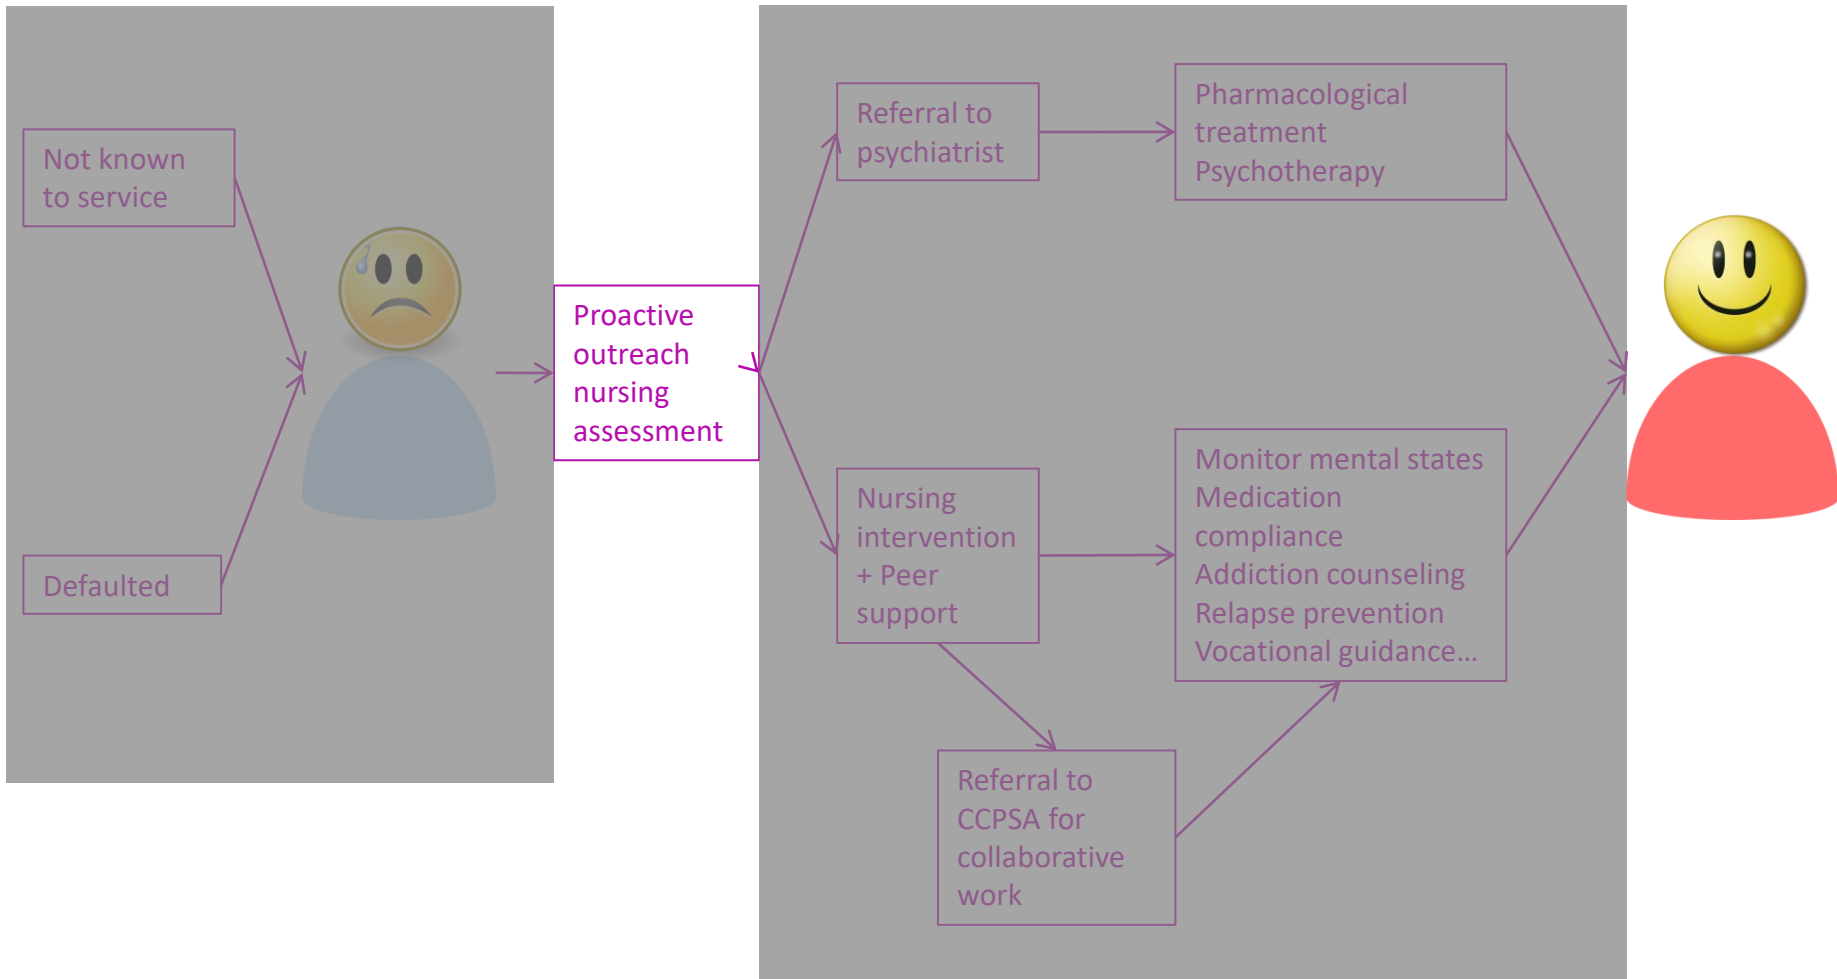 Not known
to service
Defaulted
Proactive
outreach
nursing
assessment
Referral to
psychiatrist
Pharmacological
treatment
Psychotherapy
Nursing
intervention
+ Peer
support
Monitor mental states
Medication
compliance
Addiction counseling
Relapse prevention
Vocational guidance…
Referral to
CCPSA for
collaborative
work